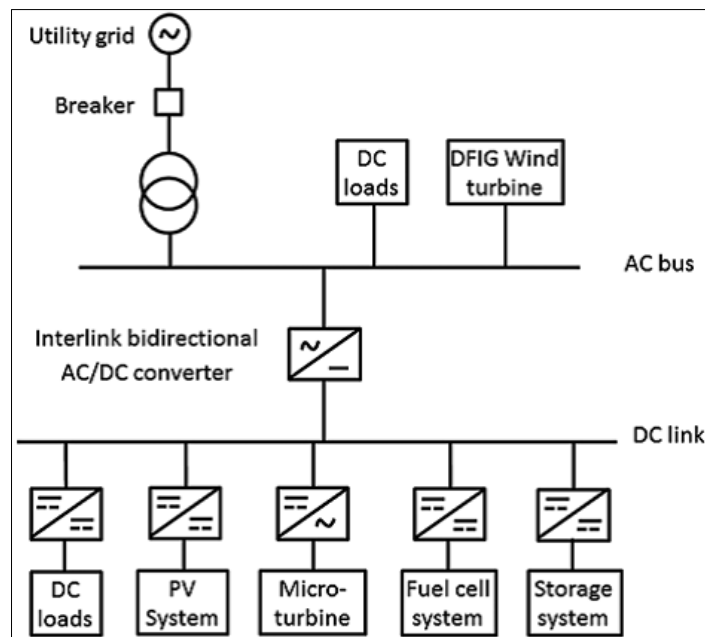 Utility grid
Breaker
DC
loads
DFIG Wind
turbine
AC bus
Interlink bidirectional
AC/DC converter
DC link
DC
loads
PV
System
Micro-
turbine
Fuel cell
system
Storage
system